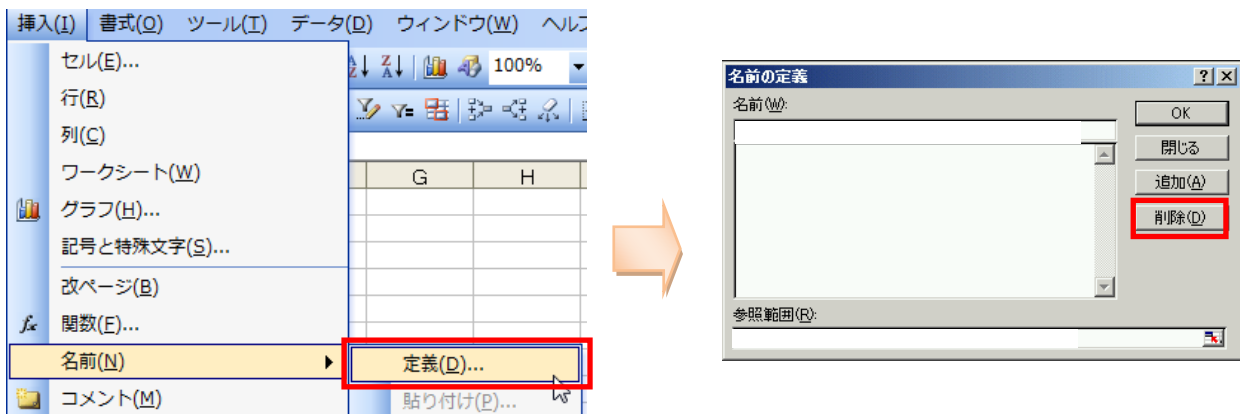 挿入(I) 書式(O) ツール(T) データ(D) ウィンドウ(W) ヘルプ
セル(E)...
100%
行(R)
列(C)
ワークシート(W)
G H
グラフ(H)...
記号と特殊文字(S)...
改ページ(B)
関数(F)...
名前(N)
定義(D)...
コメント(M)
貼り付け(P)...
名前の定義
名前(W):
OK
閉じる
追加(A)
削除(D)
参照範囲(R):